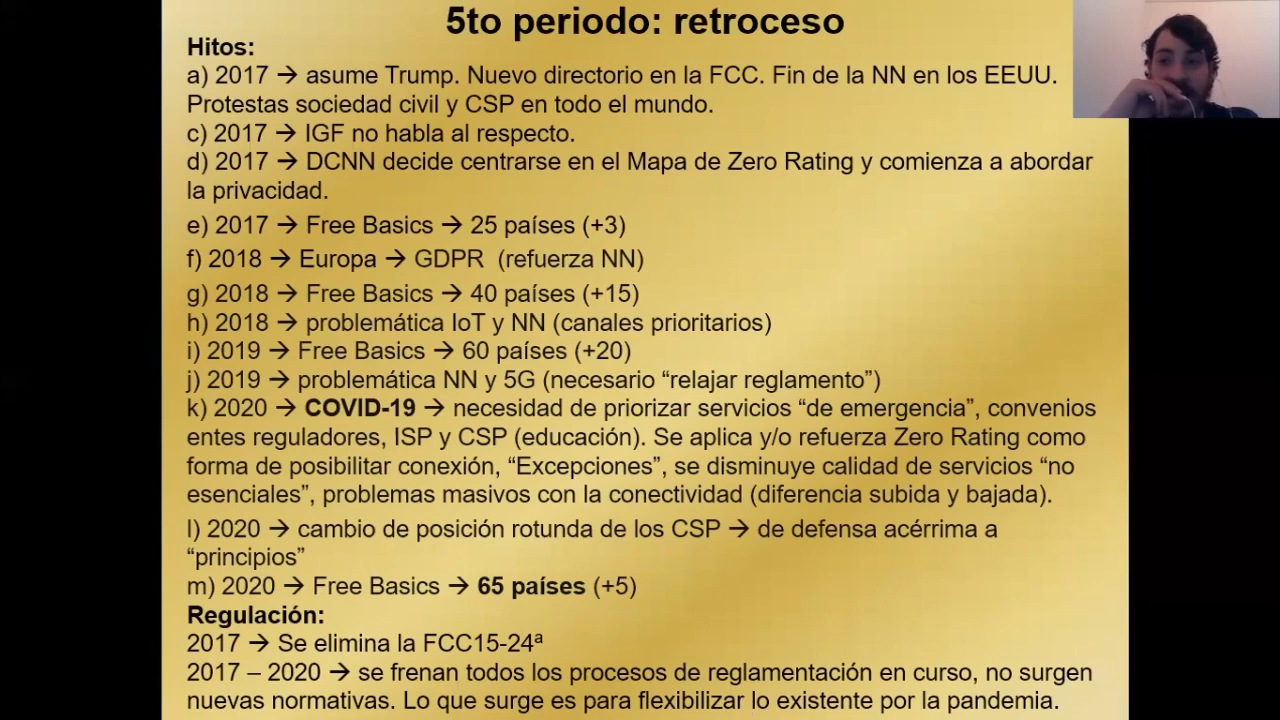 5to periodo: retroceso
Hitos:
a) 2017 → asume Trump. Nuevo directorio en la FCC. Fin de la NN en los EEUU.
Protestas sociedad civil y CSP en todo el mundo.
c) 2017 → IGF no habla al respecto.
d) 2017 → DCNN decide centrarse en el Mapa de Zero Rating y comienza a abordar
la privacidad.
e) 2017 → Free Basics → 25 países (+3)
f) 2018 → Europa → GDPR (refuerza NN)
g) 2018 → Free Basics → 40 países (+15)
h) 2018 → problemática IoT y NN (canales prioritarios)
i) 2019 → Free Basics → 60 países (+20)
j) 2019 → problemática NN y 5G (necesario “relajar reglamento”)
k) 2020 → COVID-19 → necesidad de priorizar servicios “de emergencia”, convenios
entes reguladores, ISP y CSP (educación). Se aplica y/o refuerza Zero Rating como
forma de posibilitar conexión, “Excepciones”, se disminuye calidad de servicios “no
esenciales”, problemas masivos con la conectividad (diferencia subida y bajada).
l) 2020 → cambio de posición rotunda de los CSP → de defensa acérrima a
“principios”
m) 2020 → Free Basics → 65 países (+5)
Regulación:
2017 → Se elimina la FCC15-24ª
2017 – 2020 → se frenan todos los procesos de reglamentación en curso, no surgen
nuevas normativas. Lo que surge es para flexibilizar lo existente por la pandemia.